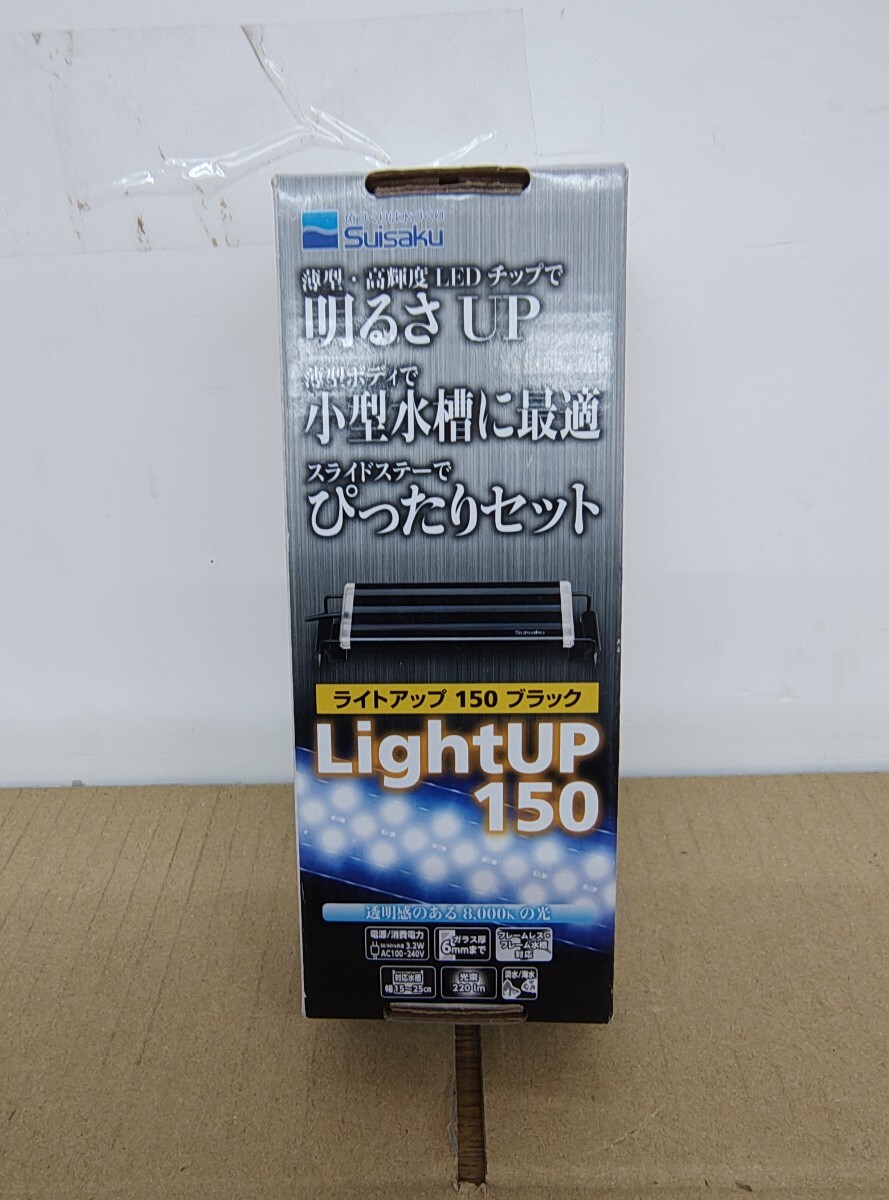 Suisaku
薄型・高輝度LEDチップで
明るさUP
薄型ボディで
小型水槽に最適
スライドステーで
ぴったりセット
Suisaku
ライトアップ 150 ブラック
LightUP
150
透明感のある 8,000Kの光
電源/消費電力
3.2W
AC100-240V
ガラス厚
6mmまで
フレームレス&
フレーム水槽
対応
対応水槽
幅15~25cm
光束
220 lm
淡水/海水